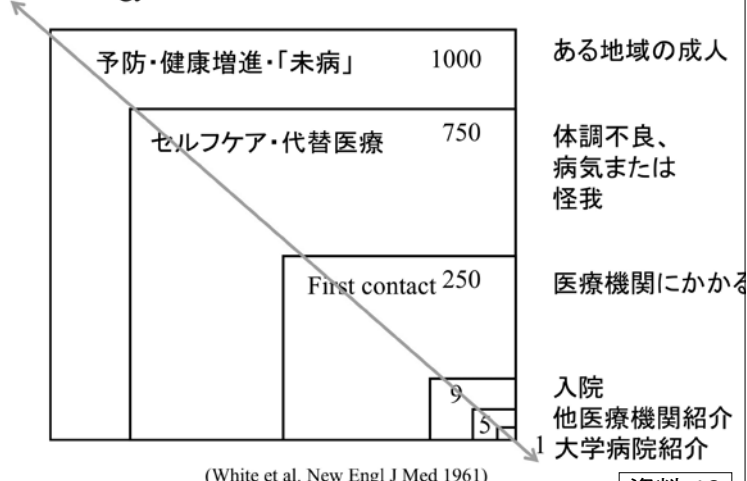 予防・健康増進・「未病」 1000 ある地域の成人
セルフケア・代替医療 750 体調不良、
病気または
怪我
First contact 250 医療機関にかかる
9 入院
5 他医療機関紹介
1 大学病院紹介
(White et al. New Engl J Med 1961)